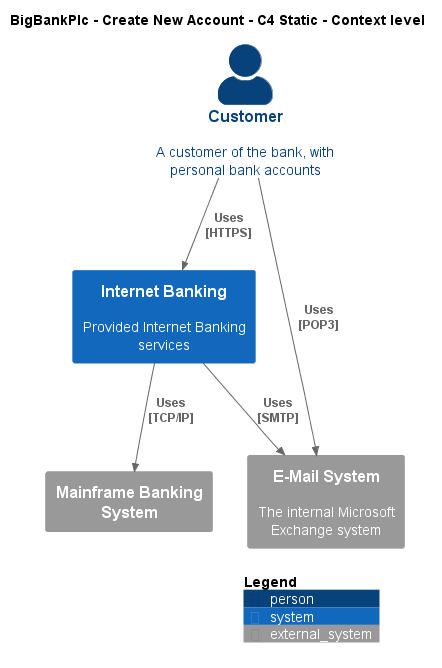 BigBankPlc - Create New Account - C4 Static - Context level
Customer
A customer of the bank, with
personal bank accounts
Uses
[HTTPS]
Internet Banking
Provided Internet Banking
services
Uses
[POP3]
Uses
[TCP/IP]
Uses
[SMTP]
Mainframe Banking
System
E-Mail System
The internal Microsoft
Exchange system
Legend
person
system
external_system